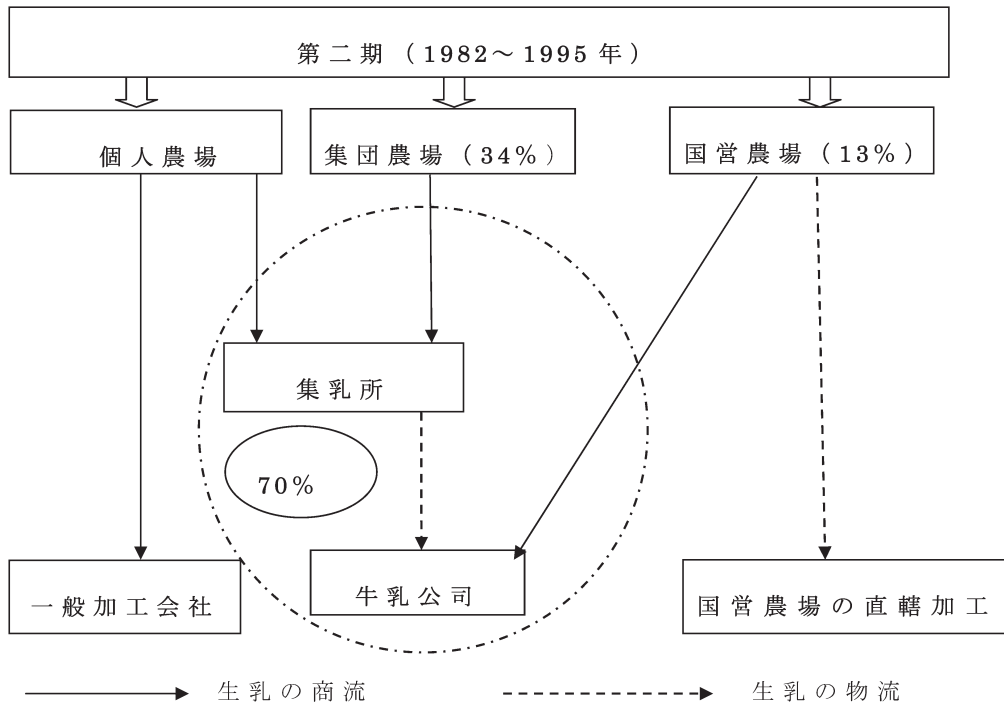 第二期（1982～1995年）
個人農場
集団農場（34%）
国営農場（13%）
集乳所
70%
牛乳公司
一般加工会社
国営農場の直轄加工
生乳の商流
生乳の物流